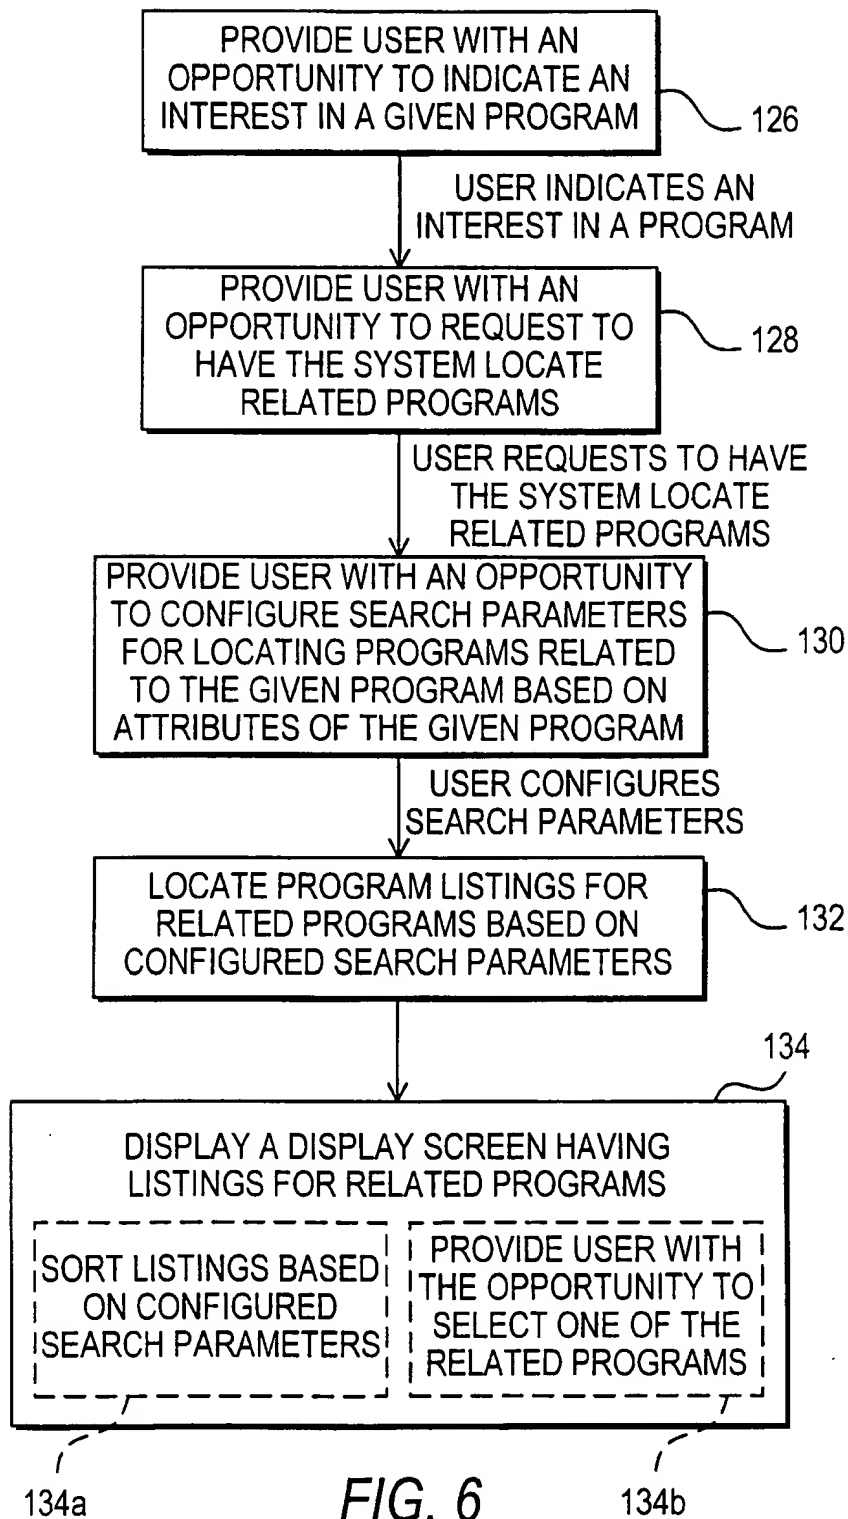 PROVIDE USER WITH AN
OPPORTUNITY TO INDICATE AN
INTEREST IN A GIVEN PROGRAM
126
USER INDICATES AN
INTEREST IN A PROGRAM
PROVIDE USER WITH AN
OPPORTUNITY TO REQUEST TO
HAVE THE SYSTEM LOCATE
RELATED PROGRAMS
128
USER REQUESTS TO HAVE
THE SYSTEM LOCATE
RELATED PROGRAMS
PROVIDE USER WITH AN OPPORTUNITY
TO CONFIGURE SEARCH PARAMETERS
FOR LOCATING PROGRAMS RELATED
TO THE GIVEN PROGRAM BASED ON
ATTRIBUTES OF THE GIVEN PROGRAM
130
USER CONFIGURES
SEARCH PARAMETERS
LOCATE PROGRAM LISTINGS FOR
RELATED PROGRAMS BASED ON
CONFIGURED SEARCH PARAMETERS
132
134
DISPLAY A DISPLAY SCREEN HAVING
LISTINGS FOR RELATED PROGRAMS
SORT LISTINGS BASED
ON CONFIGURED
SEARCH PARAMETERS
PROVIDE USER WITH
THE OPPORTUNITY TO
SELECT ONE OF THE
RELATED PROGRAMS
134a
134b
FIG. 6